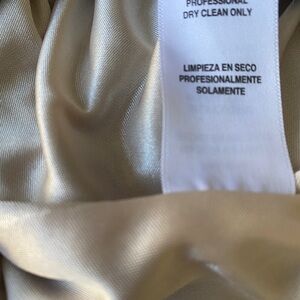 PROFESSIONAL
DRY CLEAN ONLY
LIMPIEZA EN SECO
PROFESIONALMENTE
SOLAMENTE